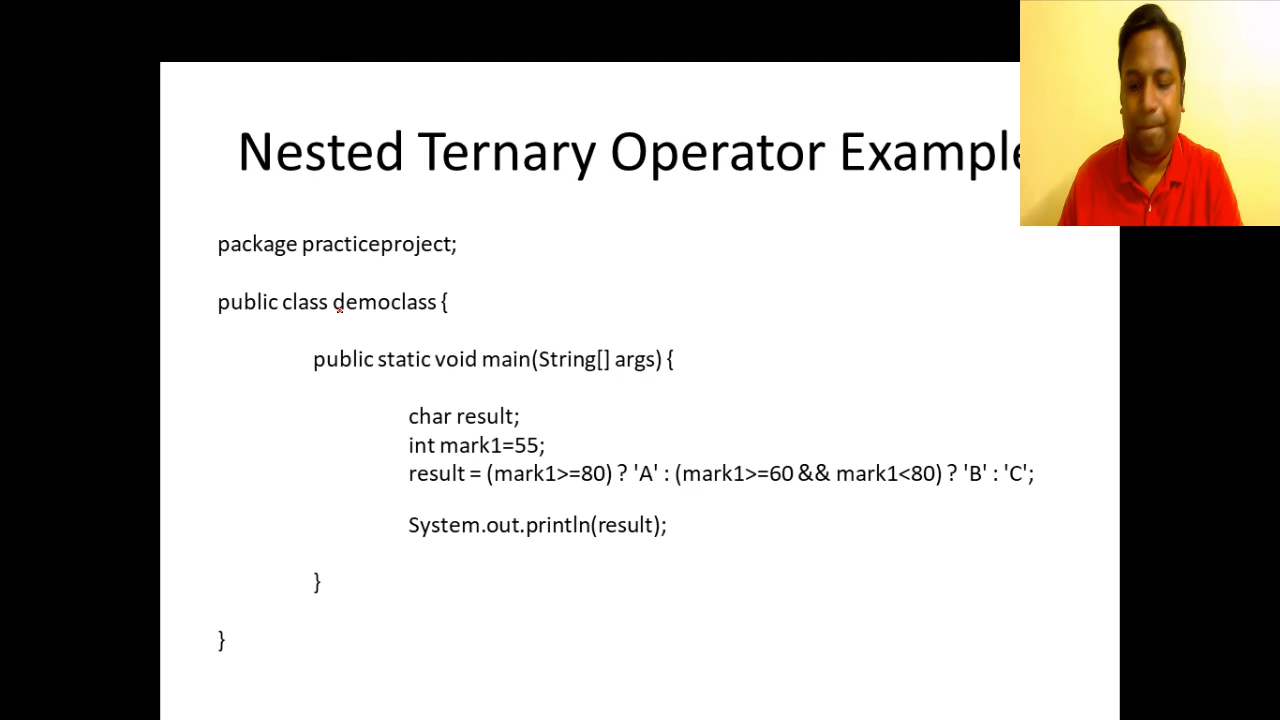 Nested Ternary Operator Example
package practiceproject;
public class democlass {
public static void main(String[] args) {
char result;
int mark1=55;
result = (mark1>=80) ? 'A' : (mark1>=60 && mark1<80) ? 'B' : 'C';
System.out.println(result);
}
}